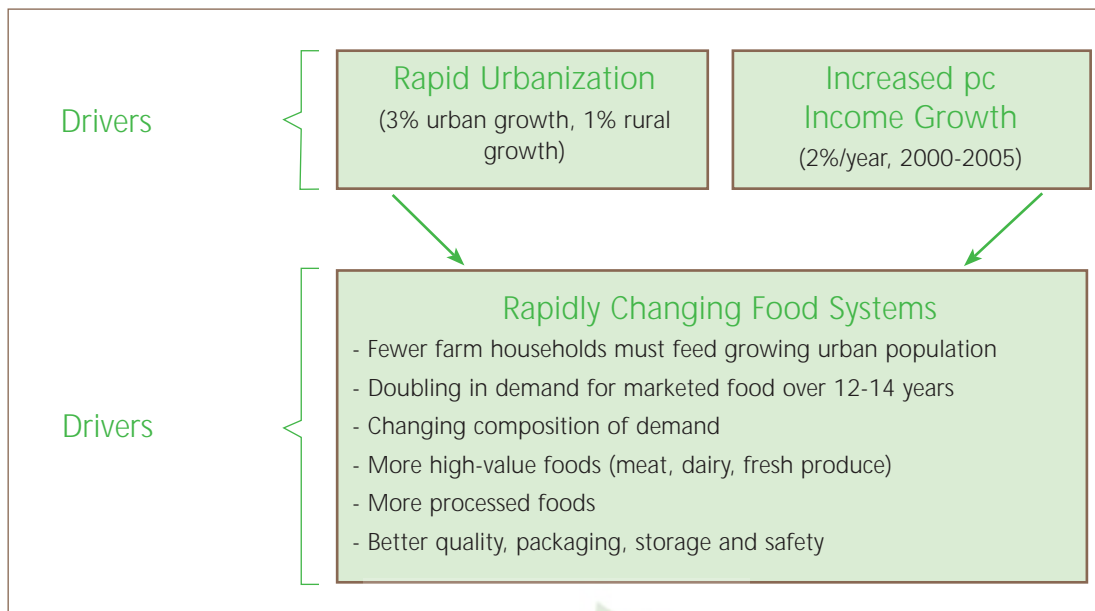 Drivers
Rapid Urbanization
(3% urban growth, 1% rural
growth)
Increased pc
Income Growth
(2%/year, 2000-2005)
Drivers
Rapidly Changing Food Systems
- Fewer farm households must feed growing urban population
- Doubling in demand for marketed food over 12-14 years
- Changing composition of demand
- More high-value foods (meat, dairy, fresh produce)
- More processed foods
- Better quality, packaging, storage and safety